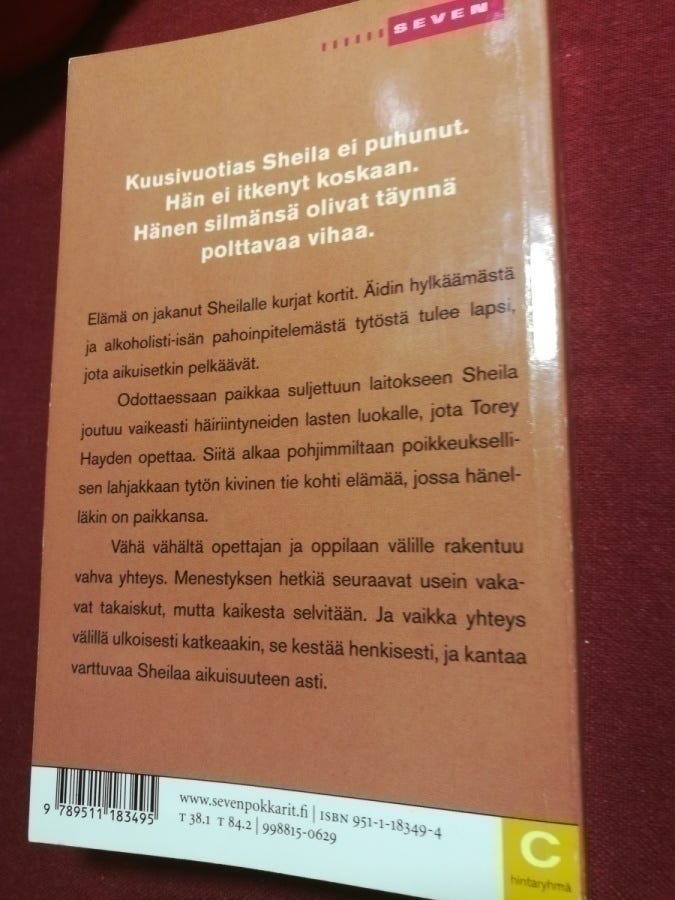 SEVEN
Kuusivuotias Sheila ei puhunut.
Hän ei itkenyt koskaan.
Hänen silmänsä olivat täynnä
polttavaa vihaa.
Elämä on jakanut Sheilalle kurjat kortit. Äidin hylkäämästä
ja alkoholisti-isän pahoinpitelemästä tytöstä tulee lapsi,
jota aikuisetkin pelkäävät.
Odottaessaan paikkaa suljettuun laitokseen Sheila
joutuu vaikeasti häiriintyneiden lasten luokalle, jota Torey
Hayden opettaa. Siitä alkaa pohjimmiltaan poikkeukselli-
sen lahjakkaan tytön kivinen tie kohti elämää, jossa hänel-
läkin on paikkansa.
Vähä vähältä opettajan ja oppilaan välille rakentuu
vahva yhteys. Menestyksen hetkiä seuraavat usein vaka-
vat takaiskut, mutta kaikesta selvitään. Ja vaikka yhteys
välillä ulkoisesti katkeaakin, se kestää henkisesti, ja kantaa
varttuvaa Sheilaa aikuisuuteen asti.
www.sevenpokkarit.fi | ISBN 951-1-18349-4
T 38.1 T 84.2 | 998815-0629
9 789511 183495
C
hintaryhmä